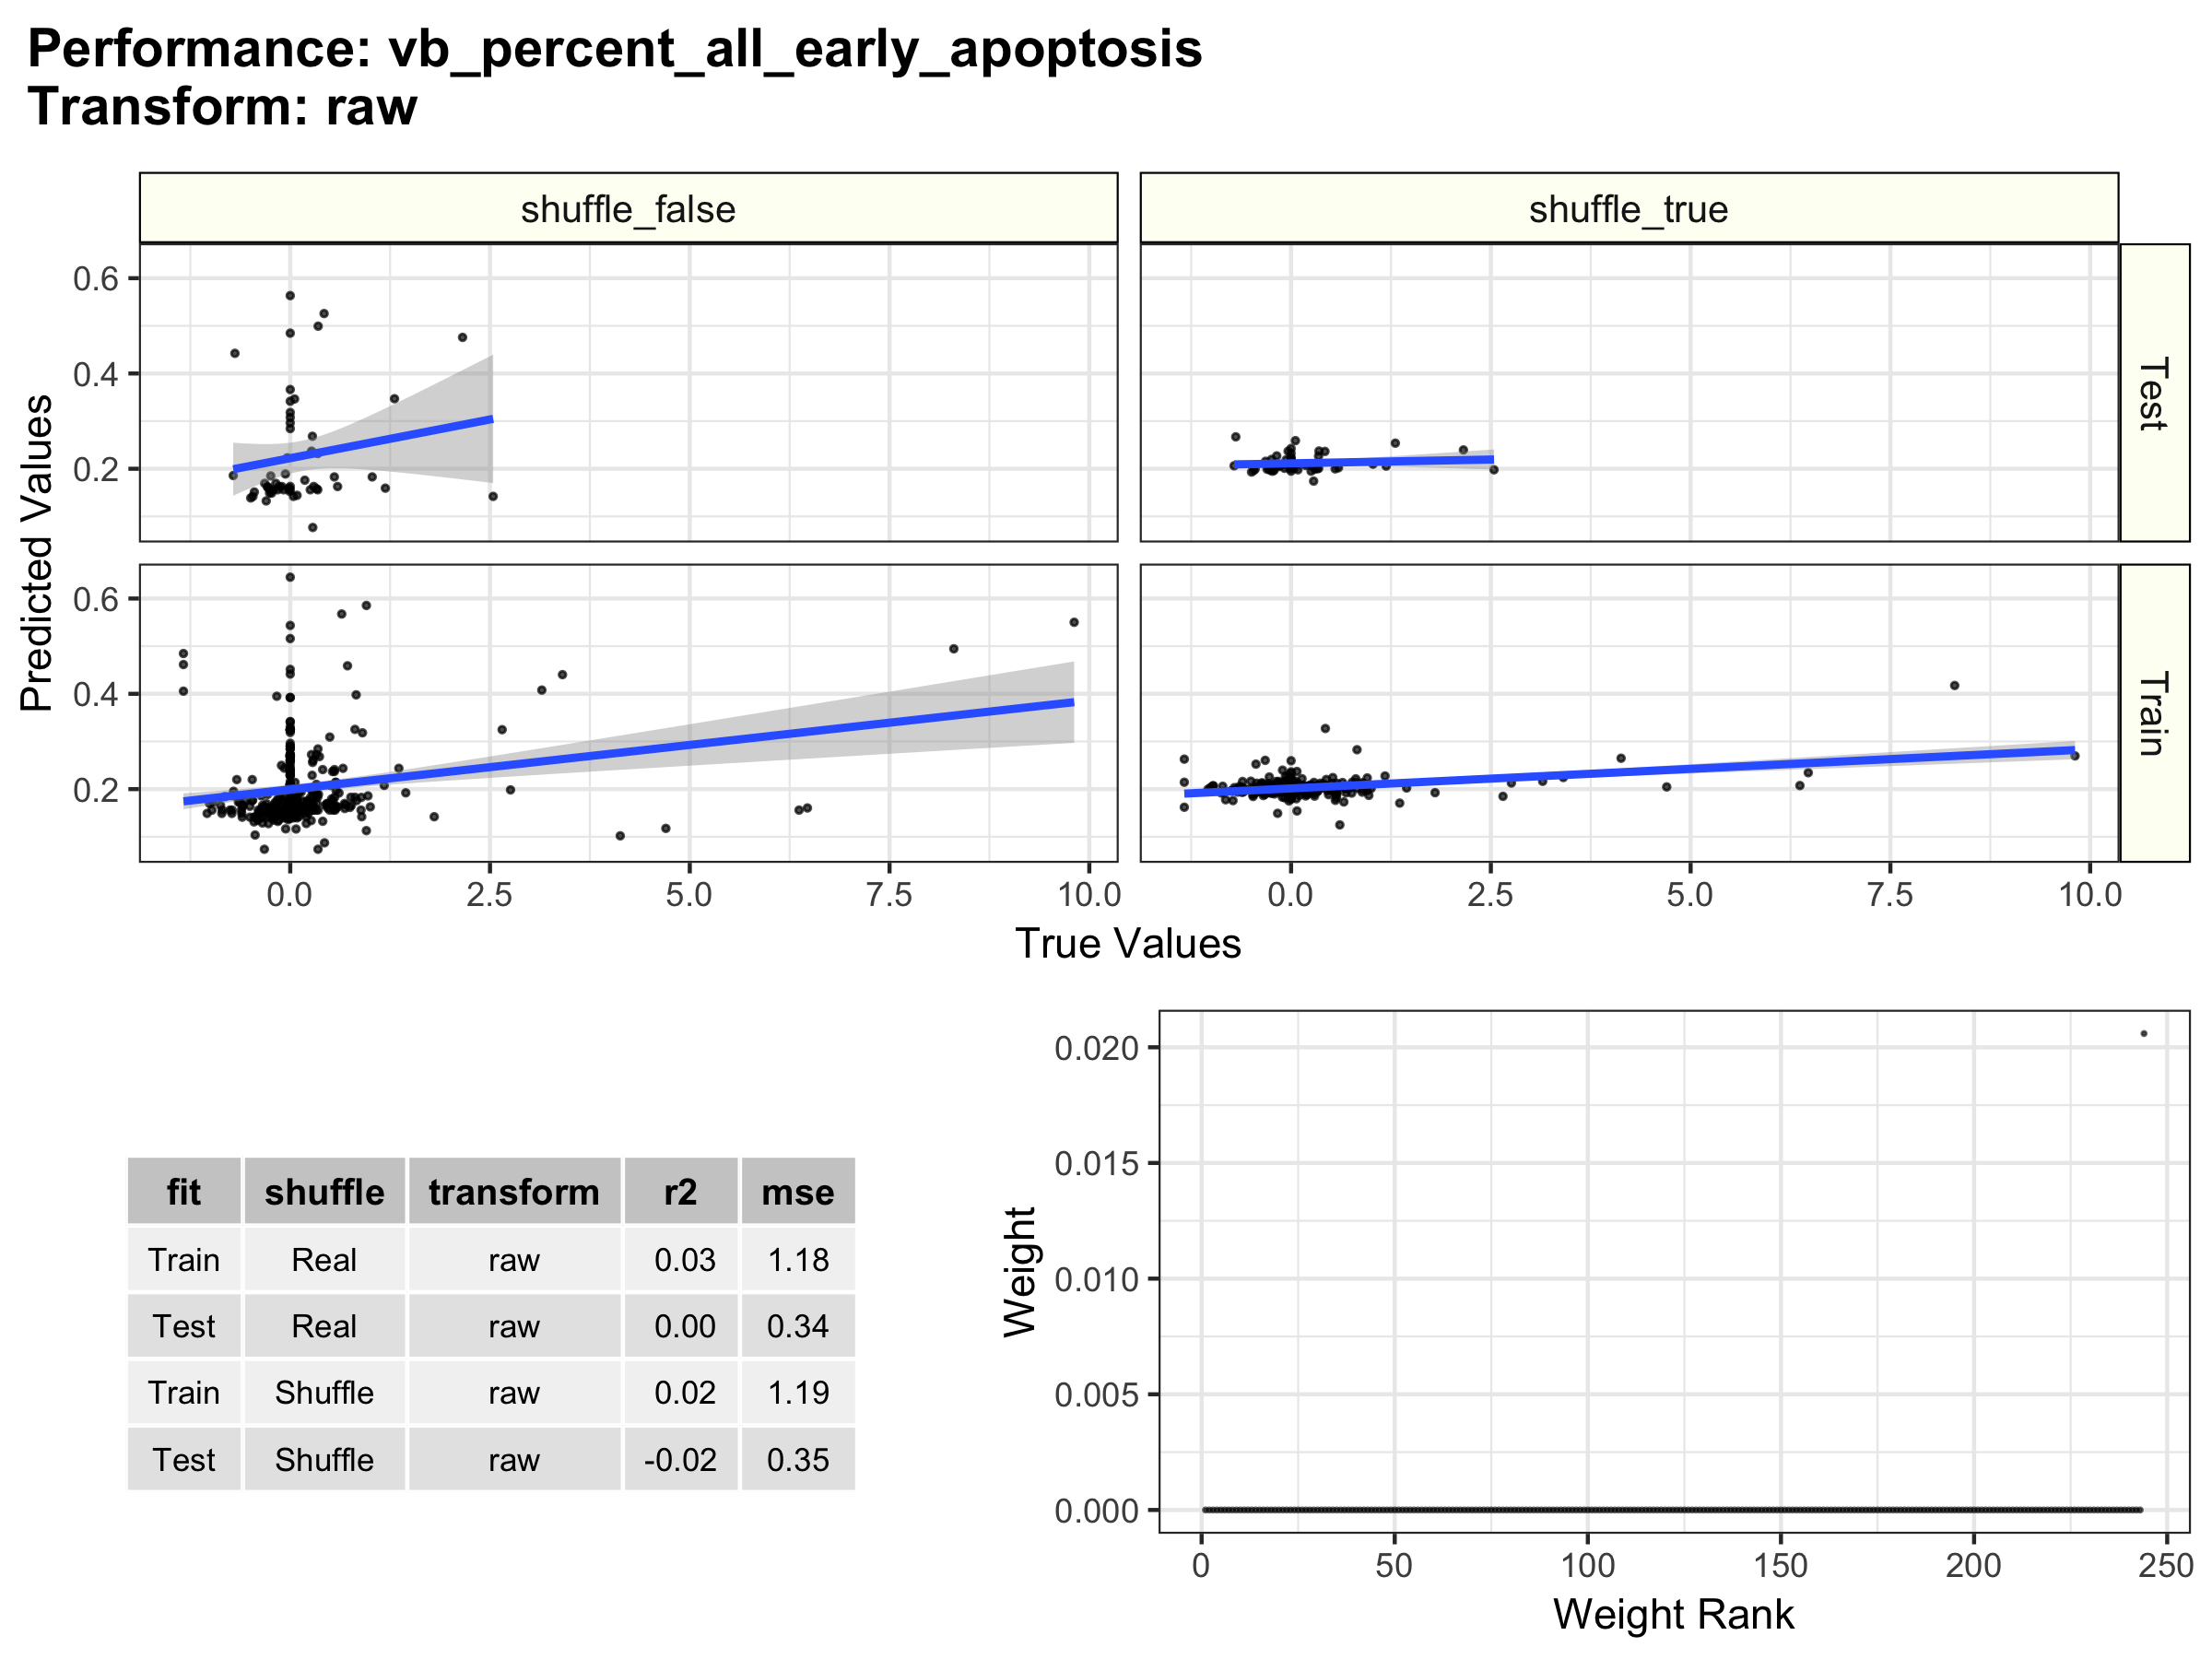 Performance: vb_percent_all_early_apoptosis
Transform: raw
shuffle_false
shuffle_true
0.6
0.4
0.2
Test
0.6
0.4
0.2
Train
Predicted Values
0.0 2.5 5.0 7.5 10.0
0.0 2.5 5.0 7.5 10.0
True Values
fit shuffle transform r2 mse
Train Real raw 0.03 1.18
Test Real raw 0.00 0.34
Train Shuffle raw 0.02 1.19
Test Shuffle raw -0.02 0.35
0.020
0.015
0.010
0.005
0.000
Weight
0 50 100 150 200 250
Weight Rank